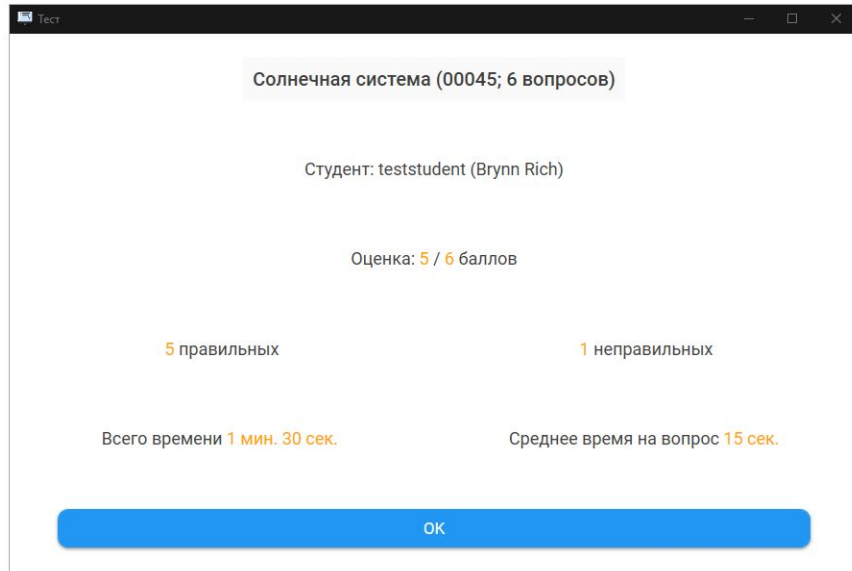 Тест
Солнечная система (00045; 6 вопросов)
Студент: teststudent (Brynn Rich)
Оценка: 5 / 6 баллов
5 правильных
1 неправильных
Всего времени 1 мин. 30 сек.
Среднее время на вопрос 15 сек.
OK